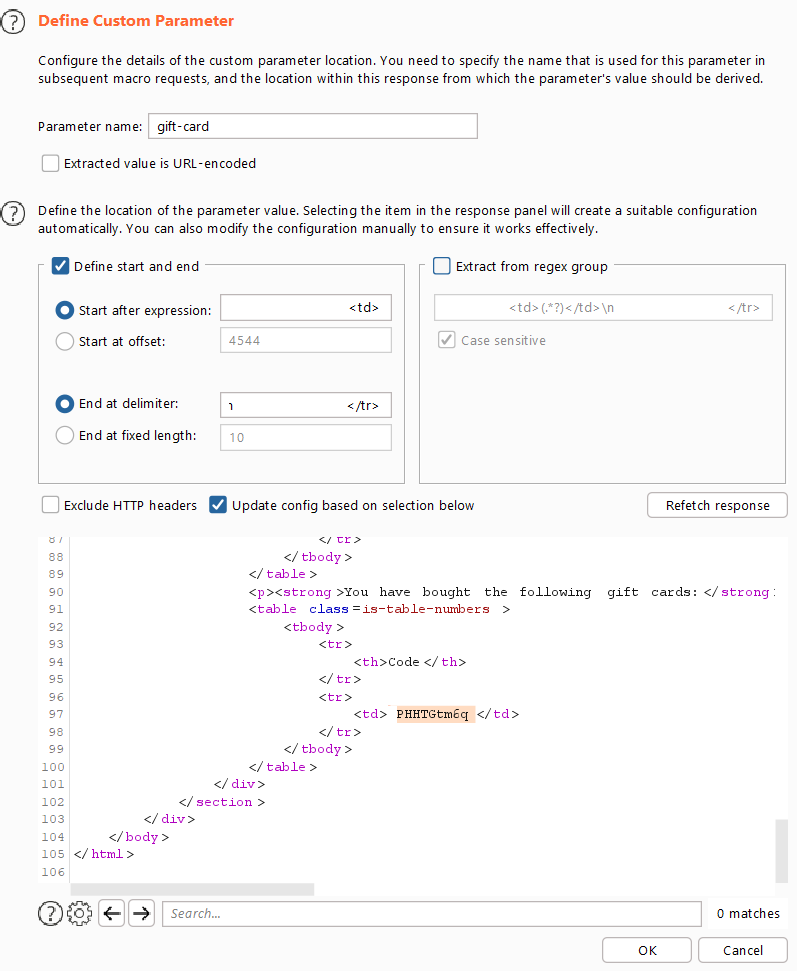 Define Custom Parameter
Configure the details of the custom parameter location. You need to specify the name that is used for this parameter in
subsequent macro requests, and the location within this response from which the parameter's value should be derived.
Parameter name: gift-card
Extracted value is URL-encoded
Define the location of the parameter value. Selecting the item in the response panel will create a suitable configuration
automatically. You can also modify the configuration manually to ensure it works effectively.
Define start and end
Start after expression: <td>
Start at offset: 4544
End at delimiter: </tr>
End at fixed length: 10
Extract from regex group
<td>(.*?)</td>\n </tr>
Case sensitive
Exclude HTTP headers
Update config based on selection below
Refetch response
87 </tr>
88 </tbody>
89 </table>
90 <p><strong>You have bought the following gift cards:</strong>
91 <table class=is-table-numbers>
92 <tbody>
93 <tr>
94 <th>Code</th>
95 </tr>
96 <tr>
97 <td>PHHTGtm6q</td>
98 </tr>
99 </tbody>
100 </table>
101 </div>
102 </section>
103 </div>
104 </body>
105 </html>
106
Search...
0 matches
OK
Cancel